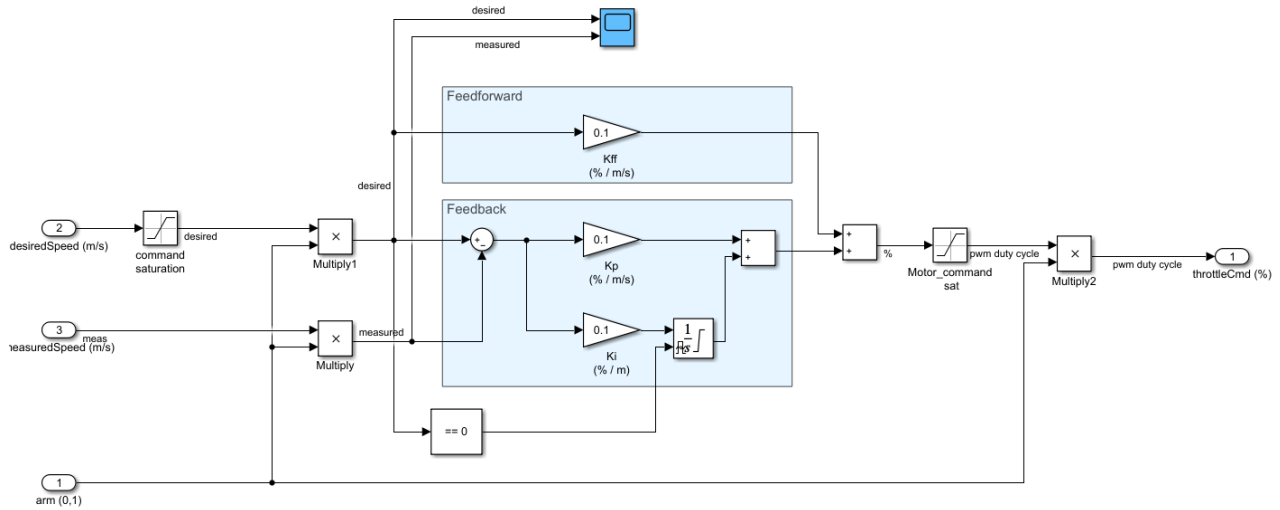 desired
measured
Feedforward
0.1
Kff
(% / m/s)
desired
Feedback
2
desiredSpeed (m/s)
command
saturation
desired
×
Multiply1
+
−
0.1
Kp
(% / m/s)
+
+
+
+
%
Motor_command
sat
pwm duty cycle
×
Multiply2
pwm duty cycle
1
throttleCmd (%)
3
meas
neasuredSpeed (m/s)
×
Multiply
measured
0.1
Ki
(% / m)
1
s
== 0
1
arm (0,1)